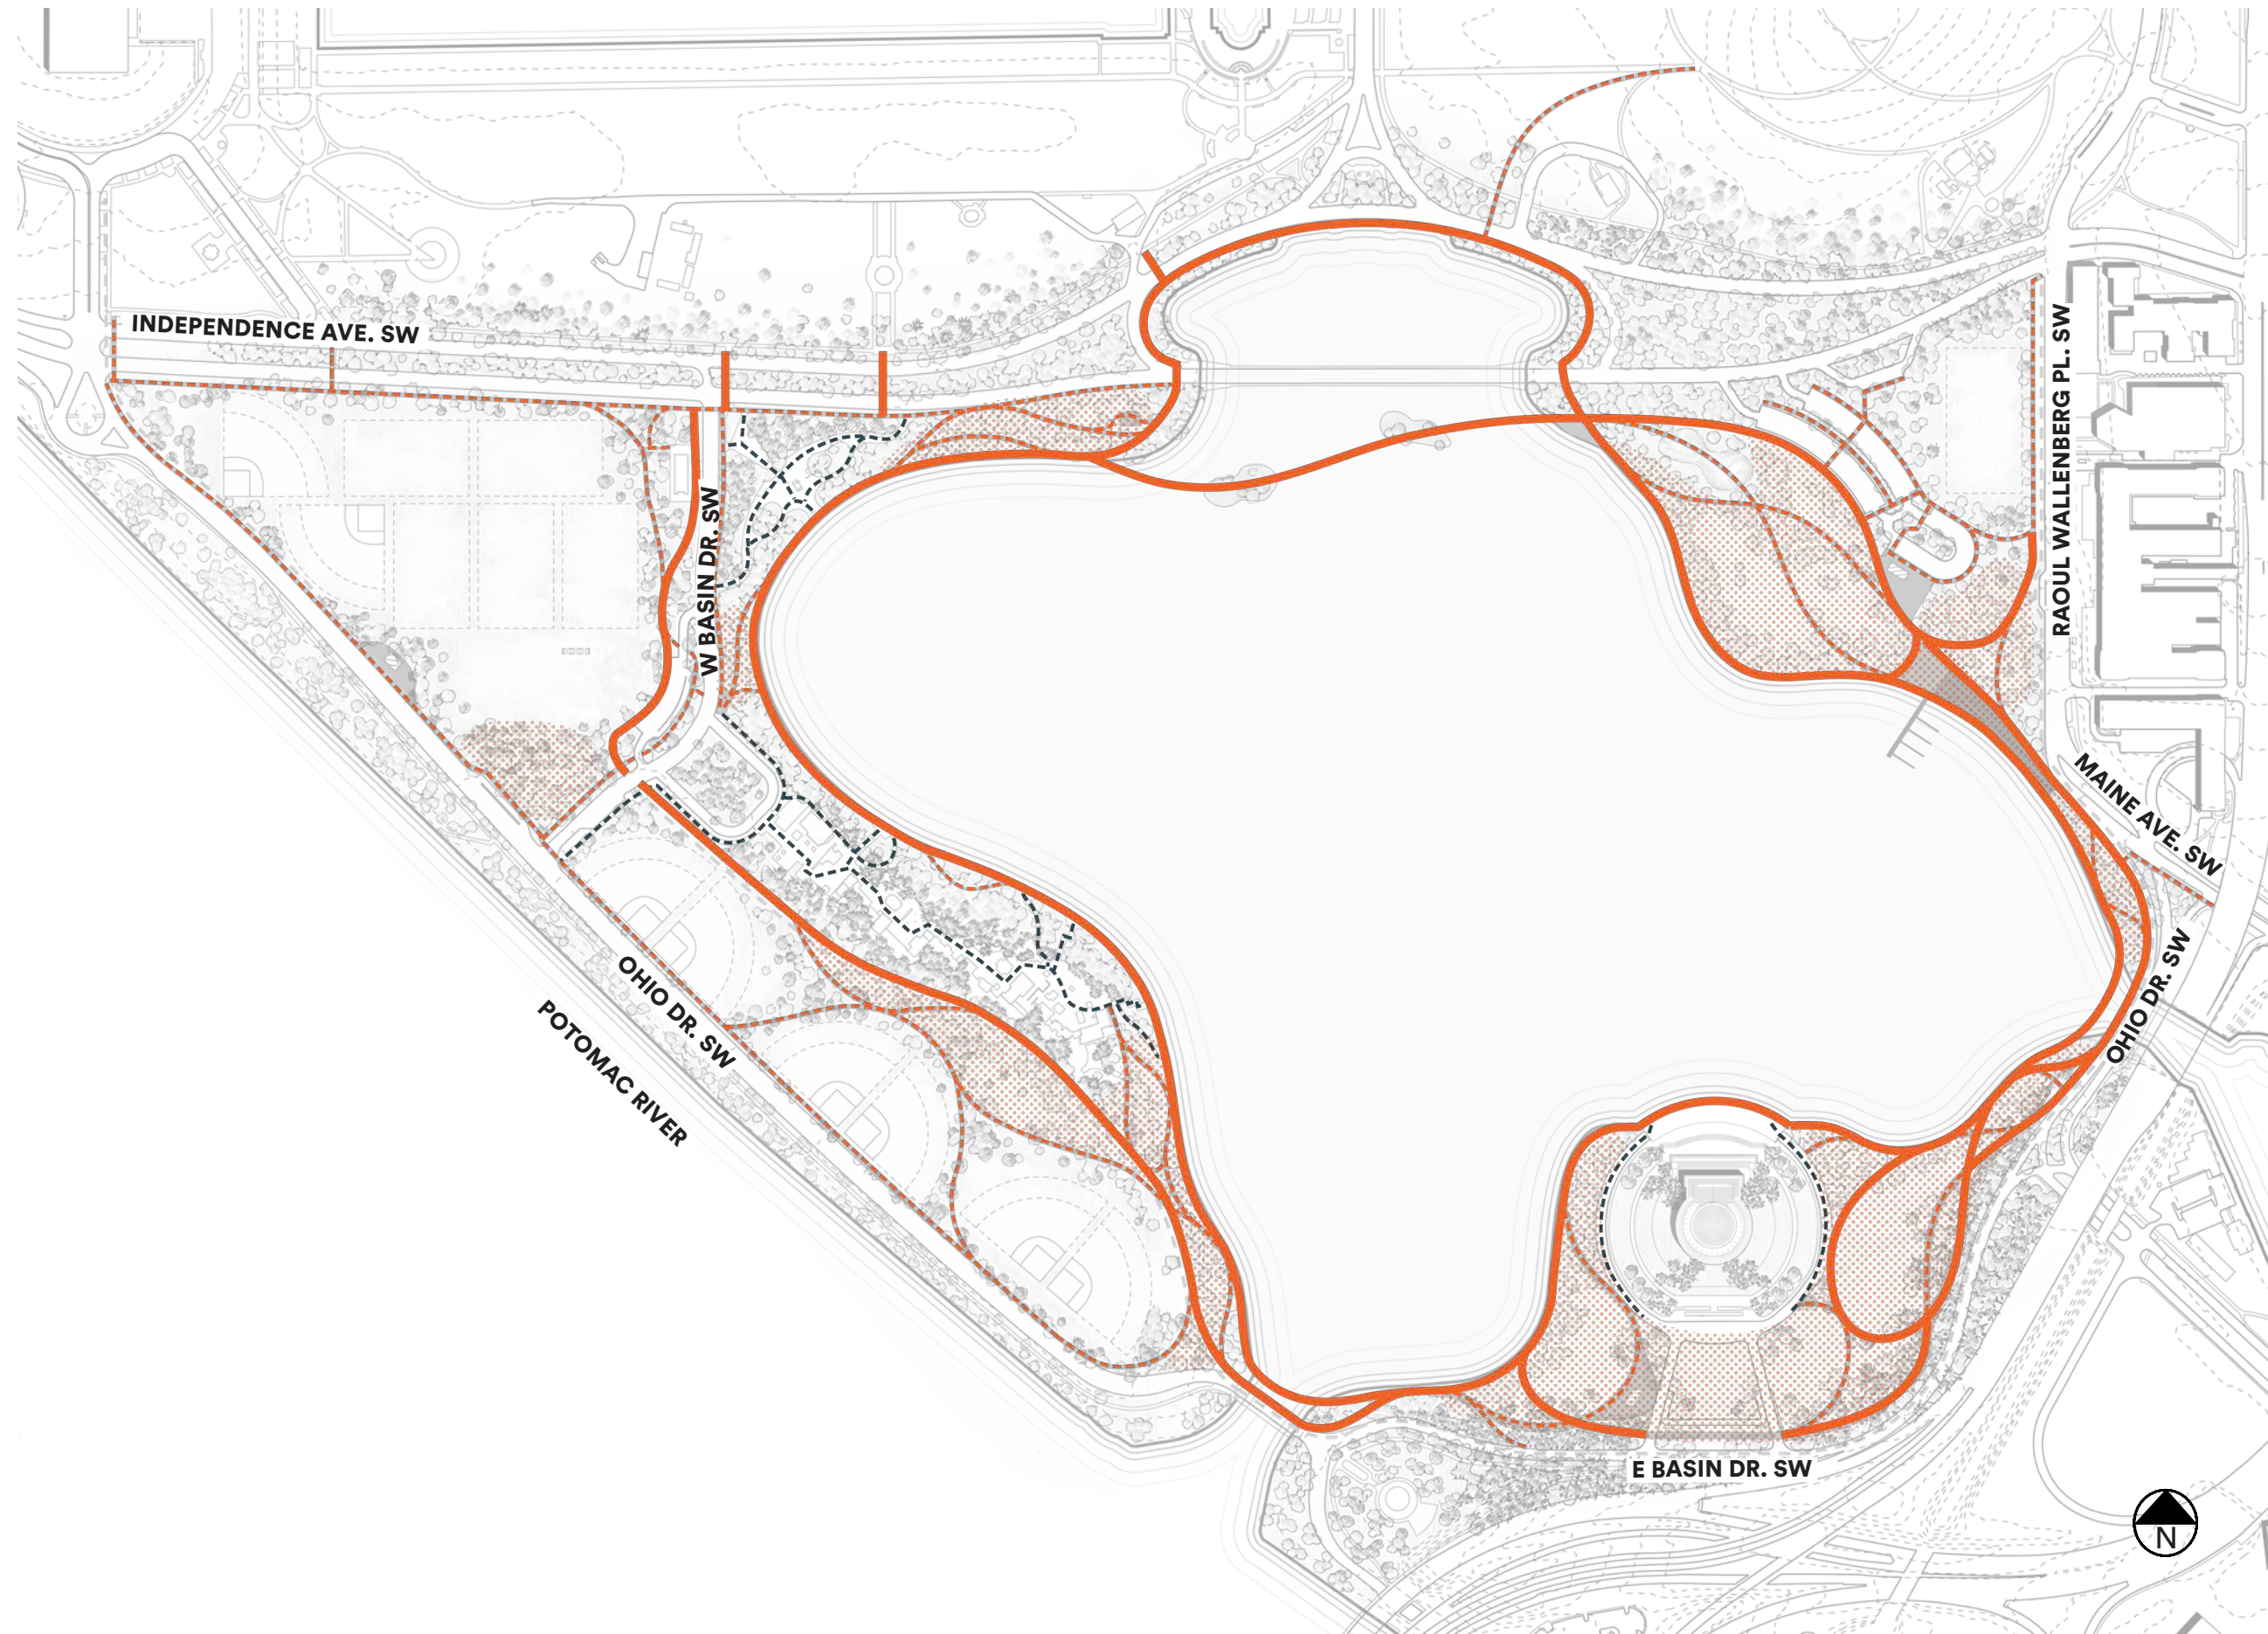 INDEPENDENCE AVE. SW
RAOUL WALLENBERG PL. SW
W BASIN DR. SW
MAINE AVE. SW
OHIO DR. SW
OHIO DR. SW
POTOMAC RIVER
E BASIN DR. SW
N